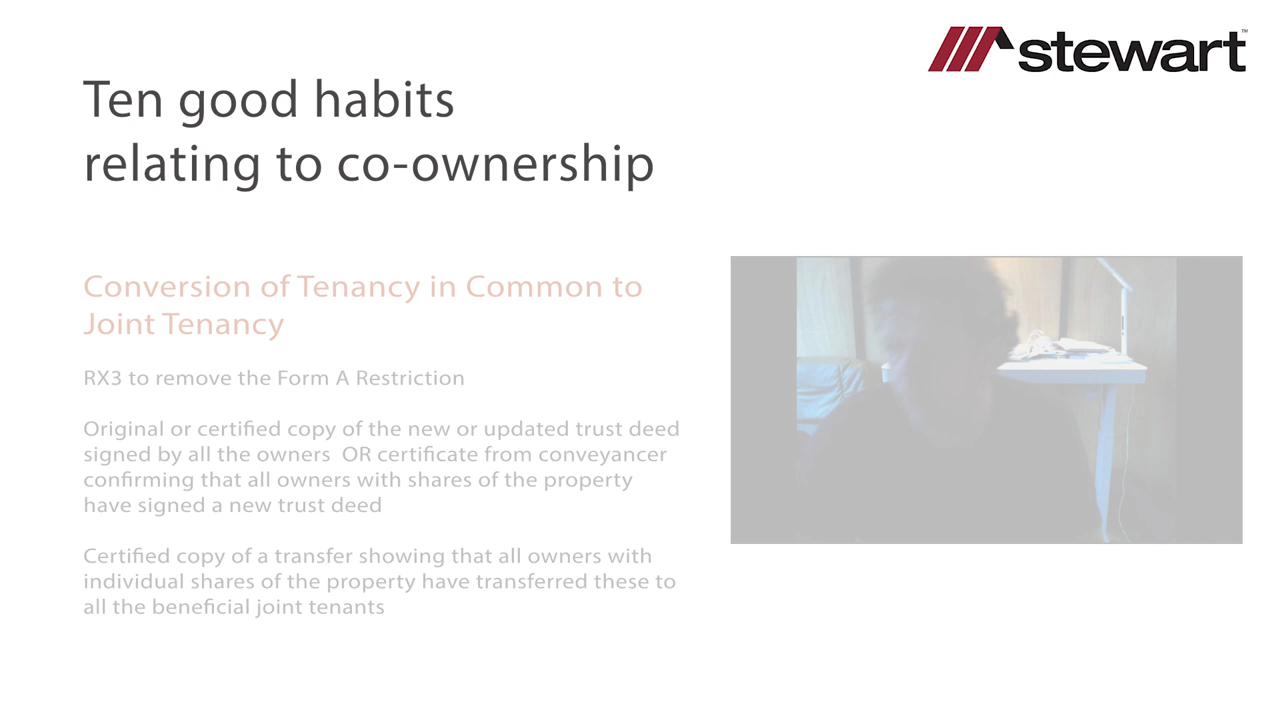 stewart™
Ten good habits
relating to co-ownership
Conversion of Tenancy in Common to
Joint Tenancy
RX3 to remove the Form A Restriction
Original or certified copy of the new or updated trust deed
signed by all the owners  OR certificate from conveyancer
confirming that all owners with shares of the property
have signed a new trust deed
Certified copy of a transfer showing that all owners with
individual shares of the property have transferred these to
all the beneficial joint tenants